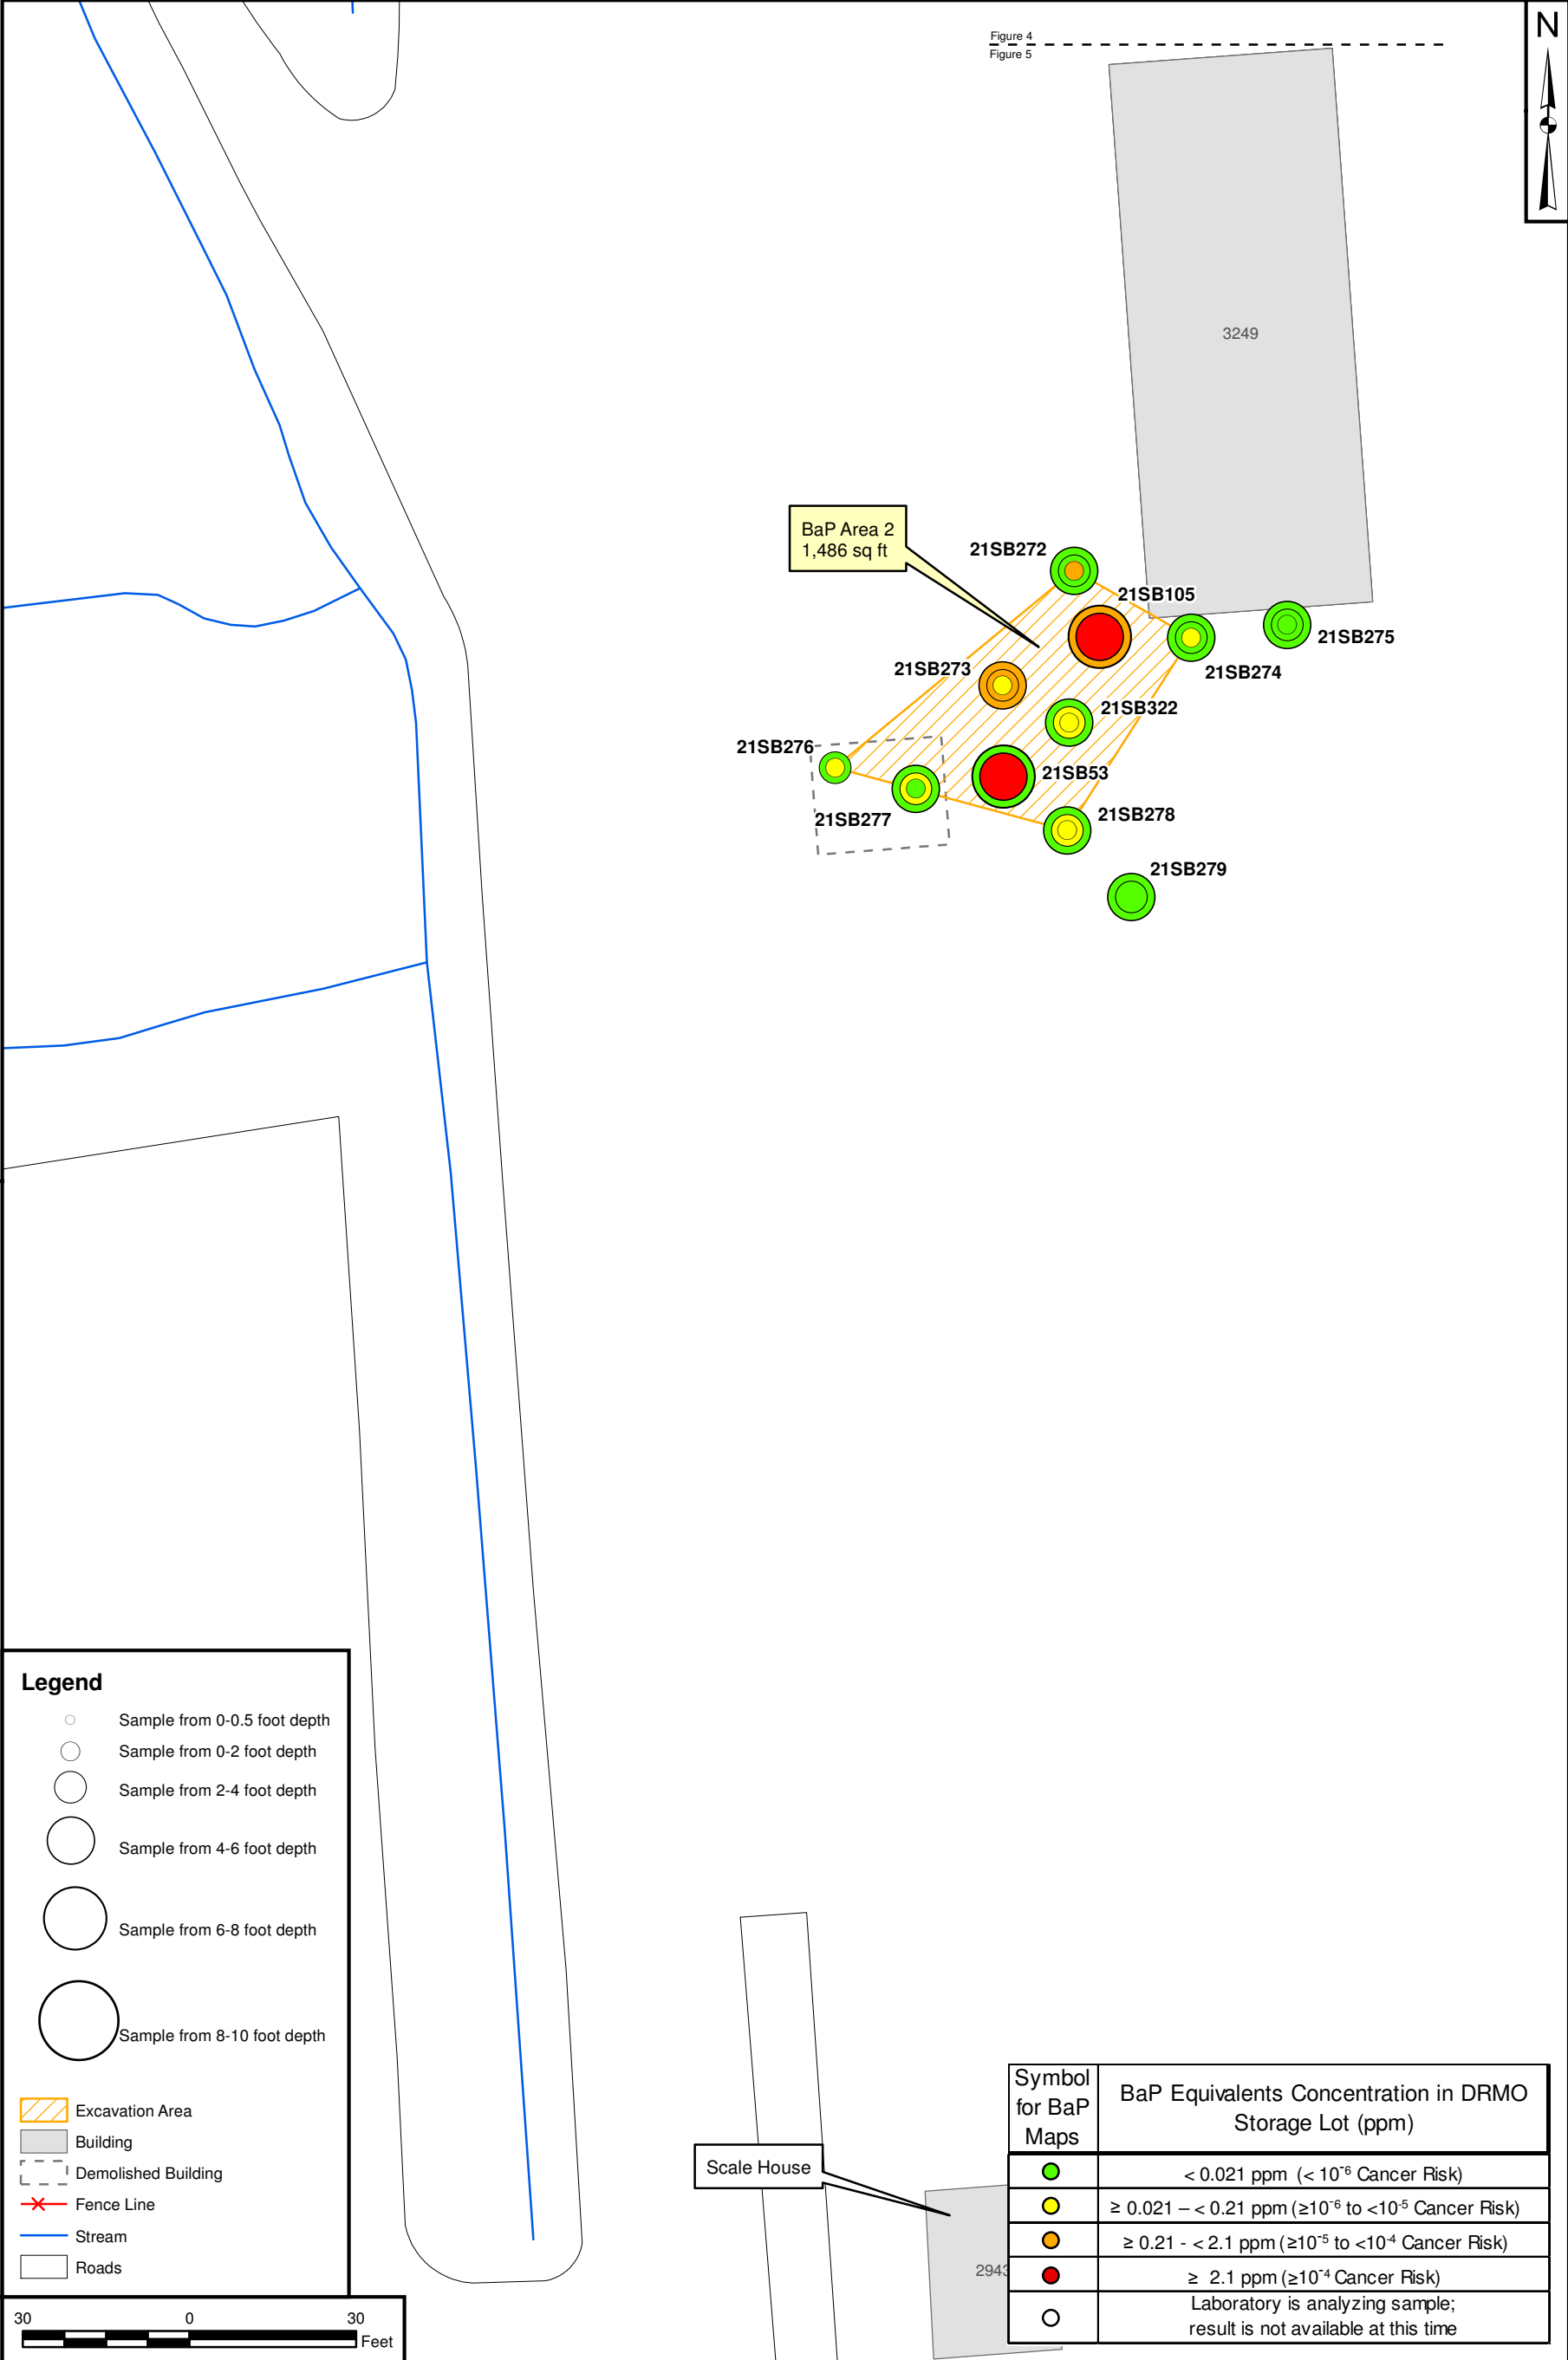 Figure 4
Figure 5
N
3249
BaP Area 2
1,486 sq ft
21SB272
21SB105
21SB275
21SB274
21SB273
21SB322
21SB276
21SB53
21SB277
21SB278
21SB279
Legend
Sample from 0-0.5 foot depth
Sample from 0-2 foot depth
Sample from 2-4 foot depth
Sample from 4-6 foot depth
Sample from 6-8 foot depth
Sample from 8-10 foot depth
Excavation Area
Building
Demolished Building
Fence Line
Stream
Roads
30 0 30
Feet
Scale House
2943
Symbol for BaP Maps
BaP Equivalents Concentration in DRMO Storage Lot (ppm)
< 0.021 ppm (< 10⁻⁶ Cancer Risk)
≥ 0.021 – < 0.21 ppm (≥10⁻⁶ to <10⁻⁵ Cancer Risk)
≥ 0.21 - < 2.1 ppm (≥10⁻⁵ to <10⁻⁴ Cancer Risk)
≥ 2.1 ppm (≥10⁻⁴ Cancer Risk)
Laboratory is analyzing sample;
result is not available at this time